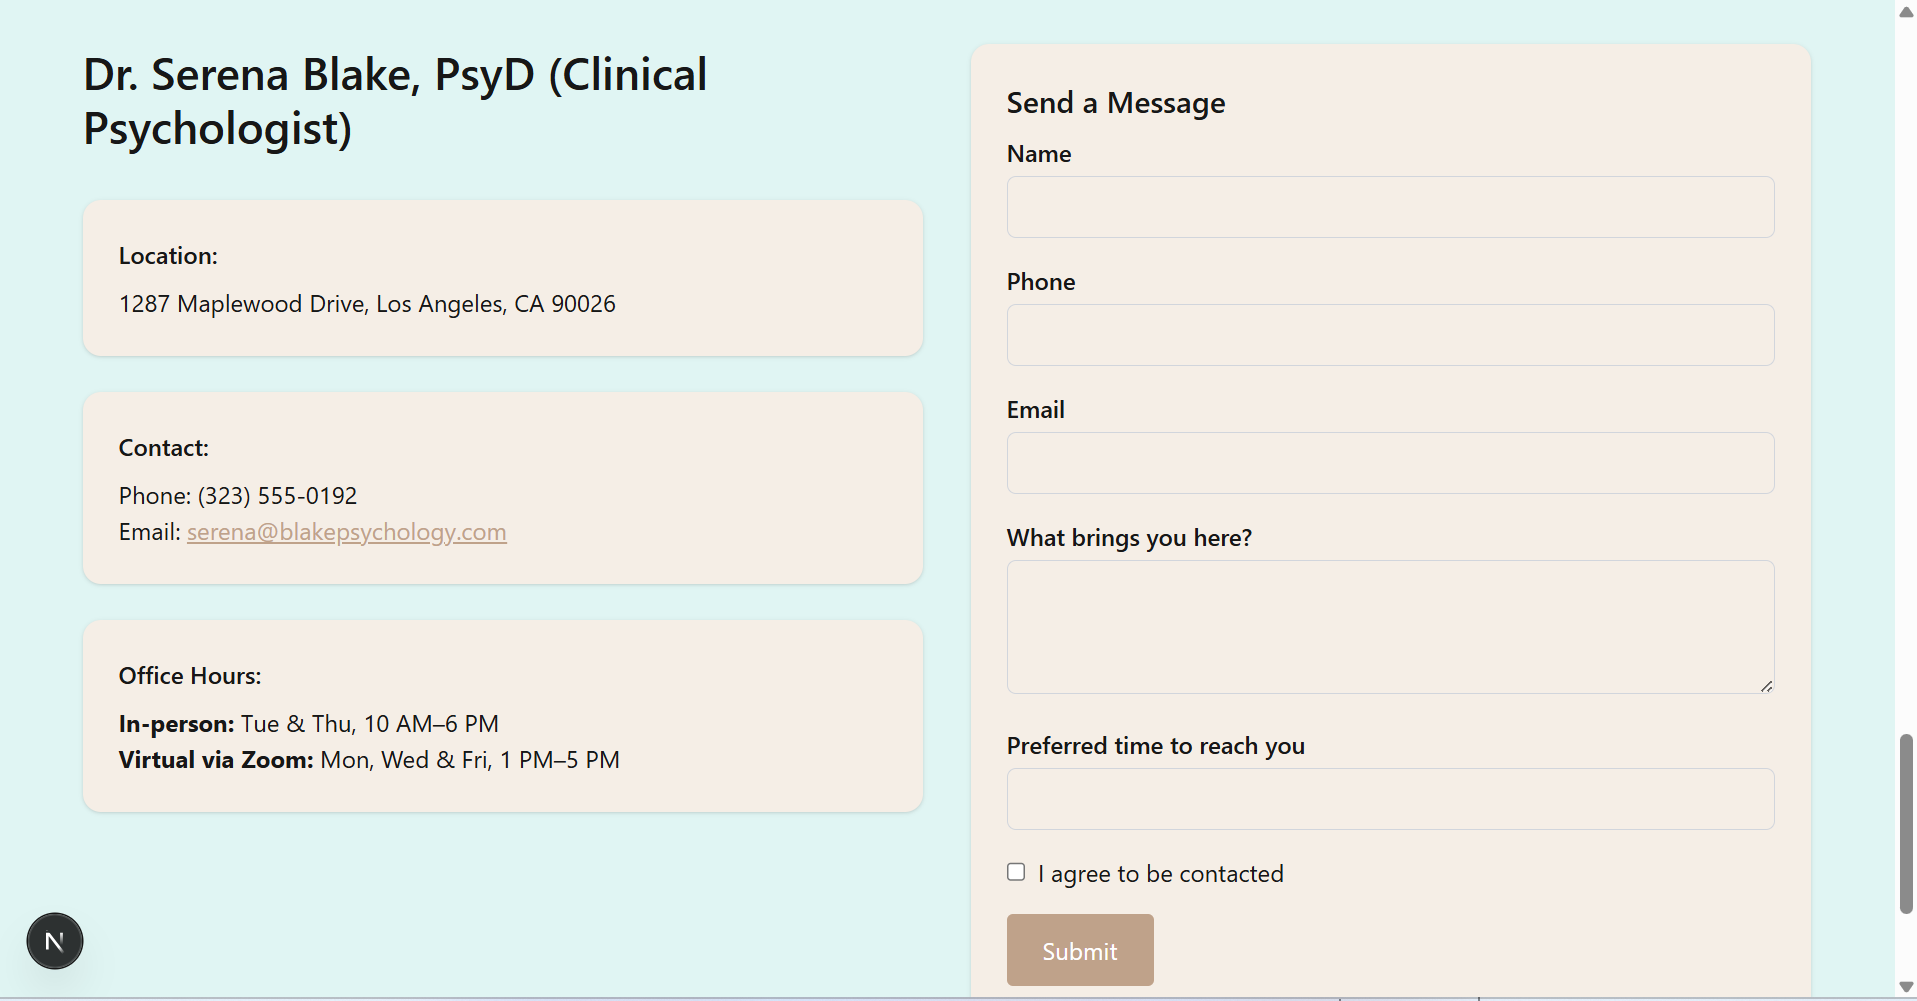 Dr. Serena Blake, PsyD (Clinical
Psychologist)
Location:
1287 Maplewood Drive, Los Angeles, CA 90026
Contact:
Phone: (323) 555-0192
Email: serena@blakepsychology.com
Office Hours:
In-person: Tue & Thu, 10 AM–6 PM
Virtual via Zoom: Mon, Wed & Fri, 1 PM–5 PM
N
Send a Message
Name
Phone
Email
What brings you here?
Preferred time to reach you
I agree to be contacted
Submit